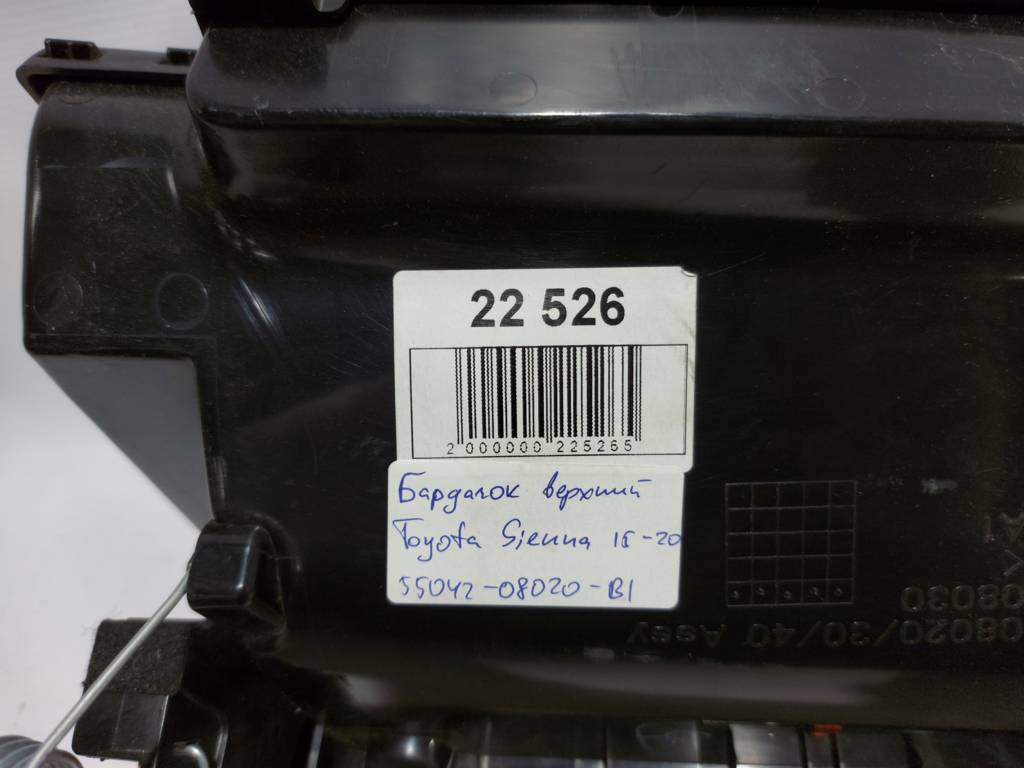 22 526
2 000000 225265
Бардачок верхний
Toyota Sienna 15-20
55042-08020-B1
08030
08020/30/40 Assy